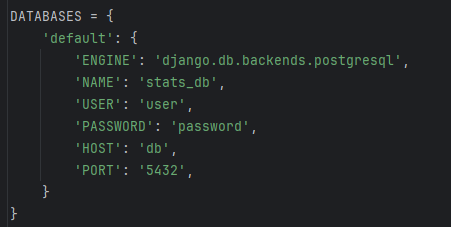 DATABASES = {
    'default': {
        'ENGINE': 'django.db.backends.postgresql',
        'NAME': 'stats_db',
        'USER': 'user',
        'PASSWORD': 'password',
        'HOST': 'db',
        'PORT': '5432',
    }
}